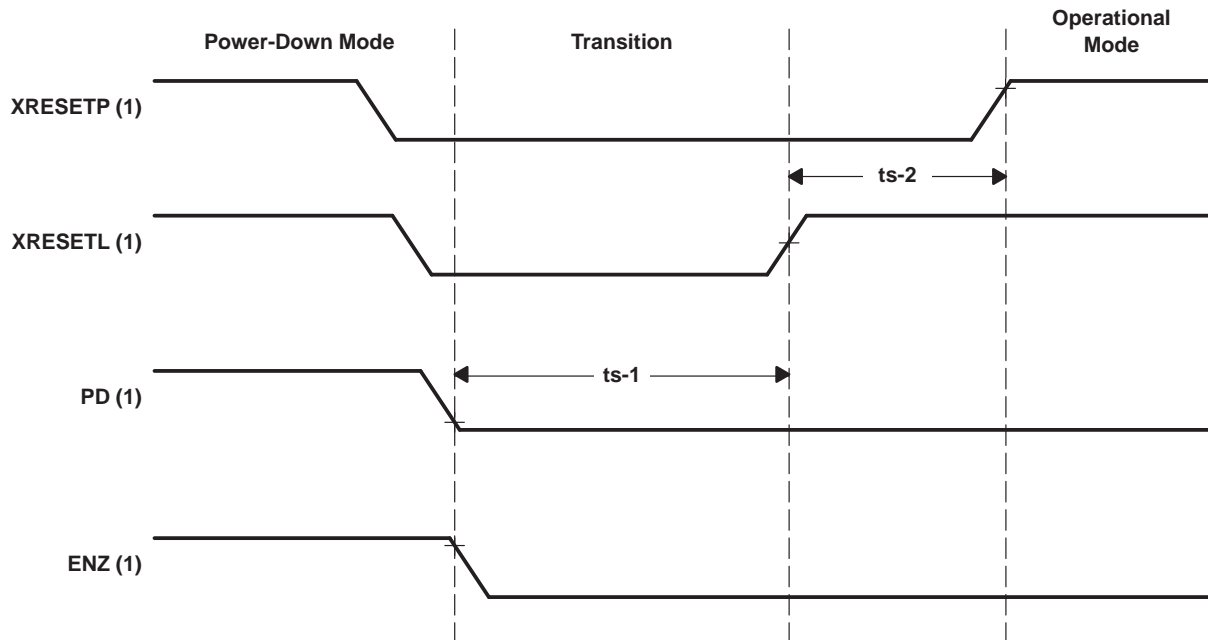 Power-Down Mode
Transition
Operational
Mode
XRESETP (1)
ts-2
XRESETL (1)
ts-1
PD (1)
ENZ (1)